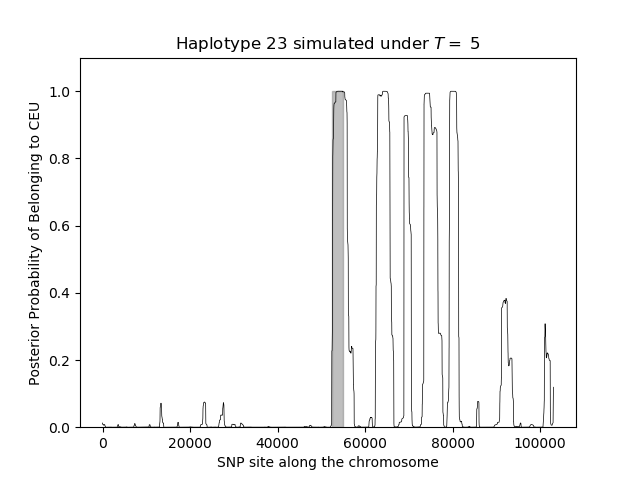 Haplotype 23 simulated under T = 5
Posterior Probability of Belonging to CEU
1.0
0.8
0.6
0.4
0.2
0.0
0 20000 40000 60000 80000 100000
SNP site along the chromosome